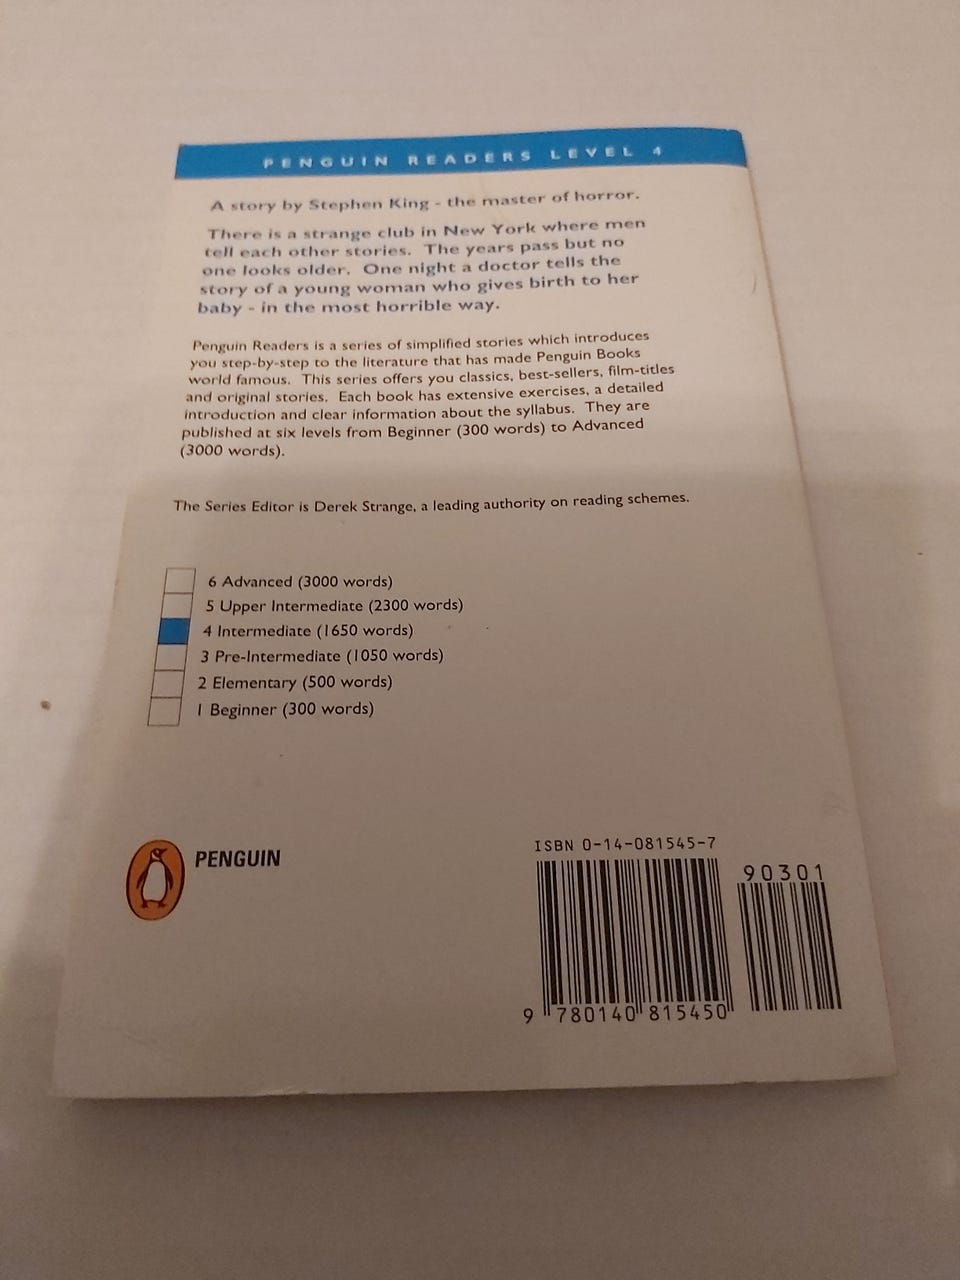 PENGUIN READERS LEVEL 4
A story by Stephen King - the master of horror.
There is a strange club in New York where men
tell each other stories. The years pass but no
one looks older. One night a doctor tells the
story of a young woman who gives birth to her
baby - in the most horrible way.
Penguin Readers is a series of simplified stories which introduces
you step-by-step to the literature that has made Penguin Books
world famous. This series offers you classics, best-sellers, film-titles
and original stories. Each book has extensive exercises, a detailed
introduction and clear information about the syllabus. They are
published at six levels from Beginner (300 words) to Advanced
(3000 words).
The Series Editor is Derek Strange, a leading authority on reading schemes.
6 Advanced (3000 words)
5 Upper Intermediate (2300 words)
4 Intermediate (1650 words)
3 Pre-Intermediate (1050 words)
2 Elementary (500 words)
1 Beginner (300 words)
PENGUIN
ISBN 0-14-081545-7
90301
9 780140 815450